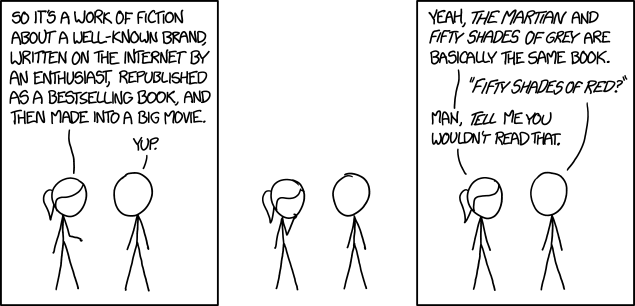 SO IT'S A WORK OF FICTION
ABOUT A WELL-KNOWN BRAND,
WRITTEN ON THE INTERNET BY
AN ENTHUSIAST, REPUBLISHED
AS A BESTSELLING BOOK, AND
THEN MADE INTO A BIG MOVIE.
YUP.
YEAH, THE MARTIAN AND
FIFTY SHADES OF GREY ARE
BASICALLY THE SAME BOOK.
"FIFTY SHADES OF RED?"
MAN, TELL ME YOU
WOULDN'T READ THAT.